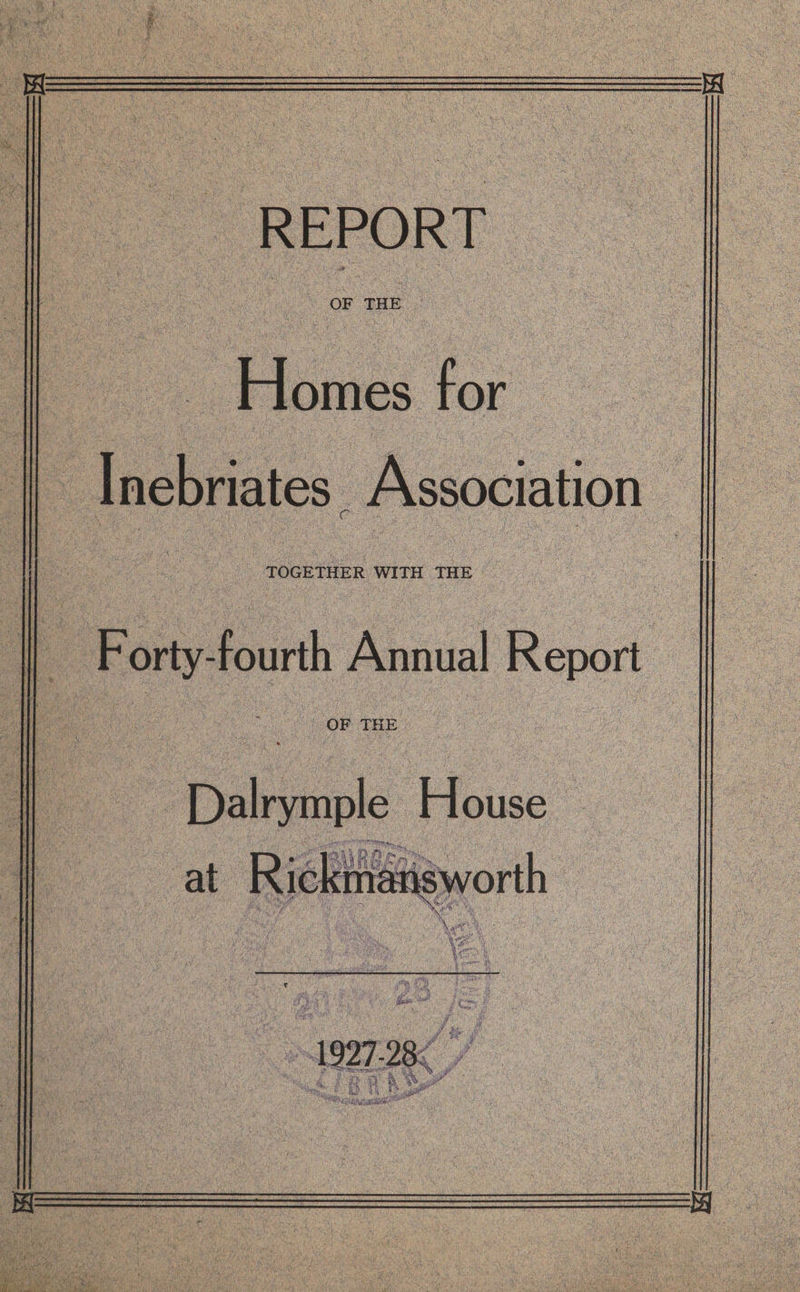 REPORT
OF THE
Homes for
Inebriates Association
TOGETHER WITH THE
Forty-fourth Annual Report
OF THE
Dalrymple House
at Rickmansworth
1927-28